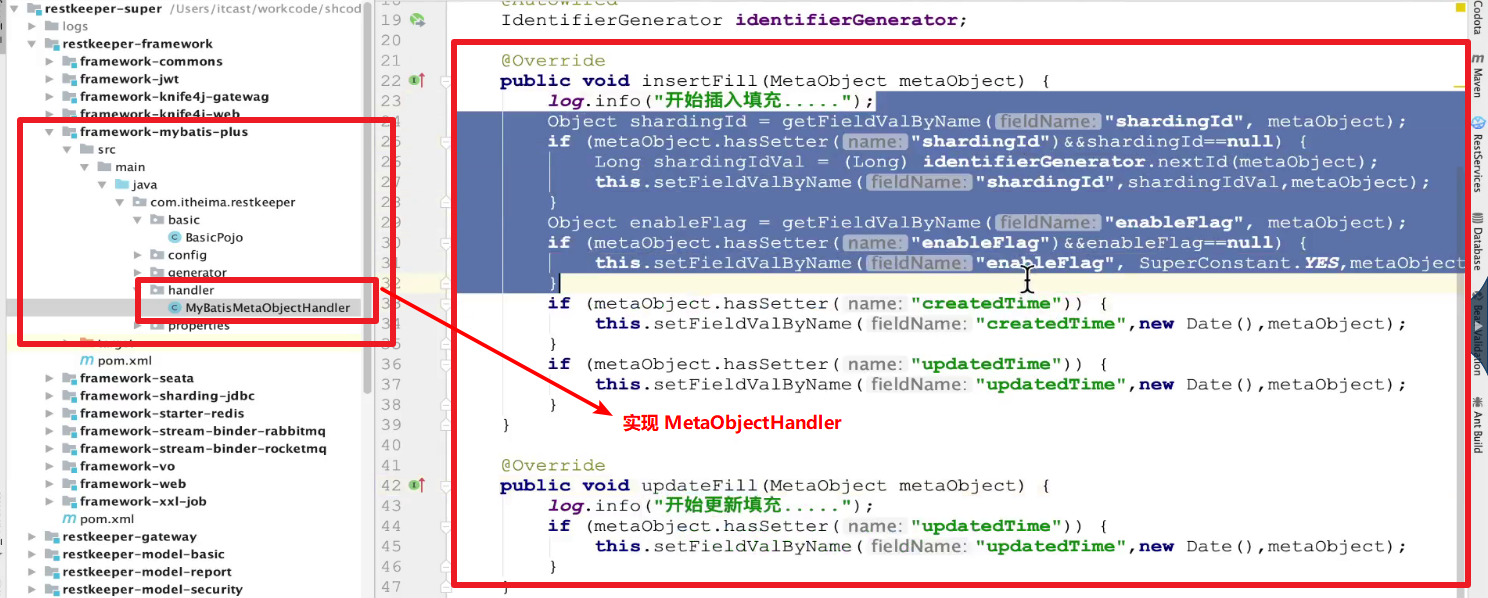 restkeeper-super /Users/itcast/workcode/shcod
logs
restkeeper-framework
framework-commons
framework-jwt
framework-knife4j-gatewag
framework-knife4j-web
framework-mybatis-plus
src
main
java
com.itheima.restkeeper
basic
BasicPojo
config
generator
handler
MyBatisMetaObjectHandler
properties
pom.xml
framework-seata
framework-sharding-jdbc
framework-starter-redis
framework-stream-binder-rabbitmq
framework-stream-binder-rocketmq
framework-vo
framework-web
framework-xxl-job
pom.xml
restkeeper-gateway
restkeeper-model-basic
restkeeper-model-report
restkeeper-model-security
@Autowired
19 IdentifierGenerator identifierGenerator;
20
21 @Override
22 public void insertFill(MetaObject metaObject) {
23 log.info("开始插入填充.....");
24 Object shardingId = getFieldValByName( fieldName: "shardingId", metaObject);
25 if (metaObject.hasSetter( name: "shardingId")&&shardingId==null) {
26 Long shardingIdVal = (Long) identifierGenerator.nextId(metaObject);
27 this.setFieldValByName( fieldName: "shardingId",shardingIdVal,metaObject);
28 }
29 Object enableFlag = getFieldValByName( fieldName: "enableFlag", metaObject);
30 if (metaObject.hasSetter( name: "enableFlag")&&enableFlag==null) {
31 this.setFieldValByName( fieldName: "enableFlag", SuperConstant.YES,metaObject
32 }
33 if (metaObject.hasSetter( name: "createdTime")) {
34 this.setFieldValByName( fieldName: "createdTime",new Date(),metaObject);
35 }
36 if (metaObject.hasSetter( name: "updatedTime")) {
37 this.setFieldValByName( fieldName: "updatedTime",new Date(),metaObject);
38 }
39 }
实现 MetaObjectHandler
40
41 @Override
42 public void updateFill(MetaObject metaObject) {
43 log.info("开始更新填充.....");
44 if (metaObject.hasSetter( name: "updatedTime")) {
45 this.setFieldValByName( fieldName: "updatedTime",new Date(),metaObject);
46 }
47 }
Codota
Maven
RestServices
Database
Bean Validation
Ant Build